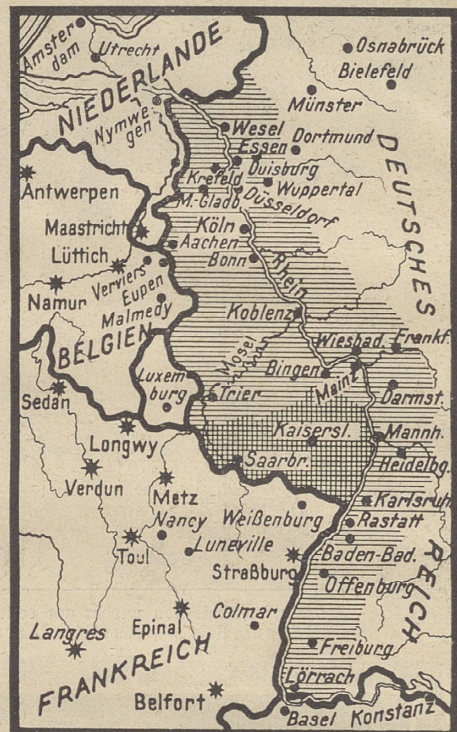 Amster
dam
Utrecht
Osnabrück
Bielefeld
NIEDERLANDE
Münster
Nymwe
gen
Wesel
Dortmund
Essen
Duisburg
Krefeld
Wuppertal
M.-Gladb.
Düsseldorf
DEUTSCHES
Antwerpen
Maastricht
Köln
Aachen
Bonn
Lüttich
Verviers
Eupen
Malmedy
Namur
BELGIEN
Rhein
Koblenz
Mosel
Wiesbad.
Frankf.
Bingen
Mainz
Luxem
burg
Trier
Darmst.
Sedan
Longwy
Kaisersl.
Mannh.
Saarbr.
Heidelbg.
Verdun
Metz
Karlsruh.
Weißenburg
Rastatt
Nancy
Toul
Luneville
Baden-Bad.
Straßburg
Offenburg
REICH
Colmar
Epinal
Langres
Freiburg
FRANKREICH
Belfort
Lörrach
Basel
Konstanz